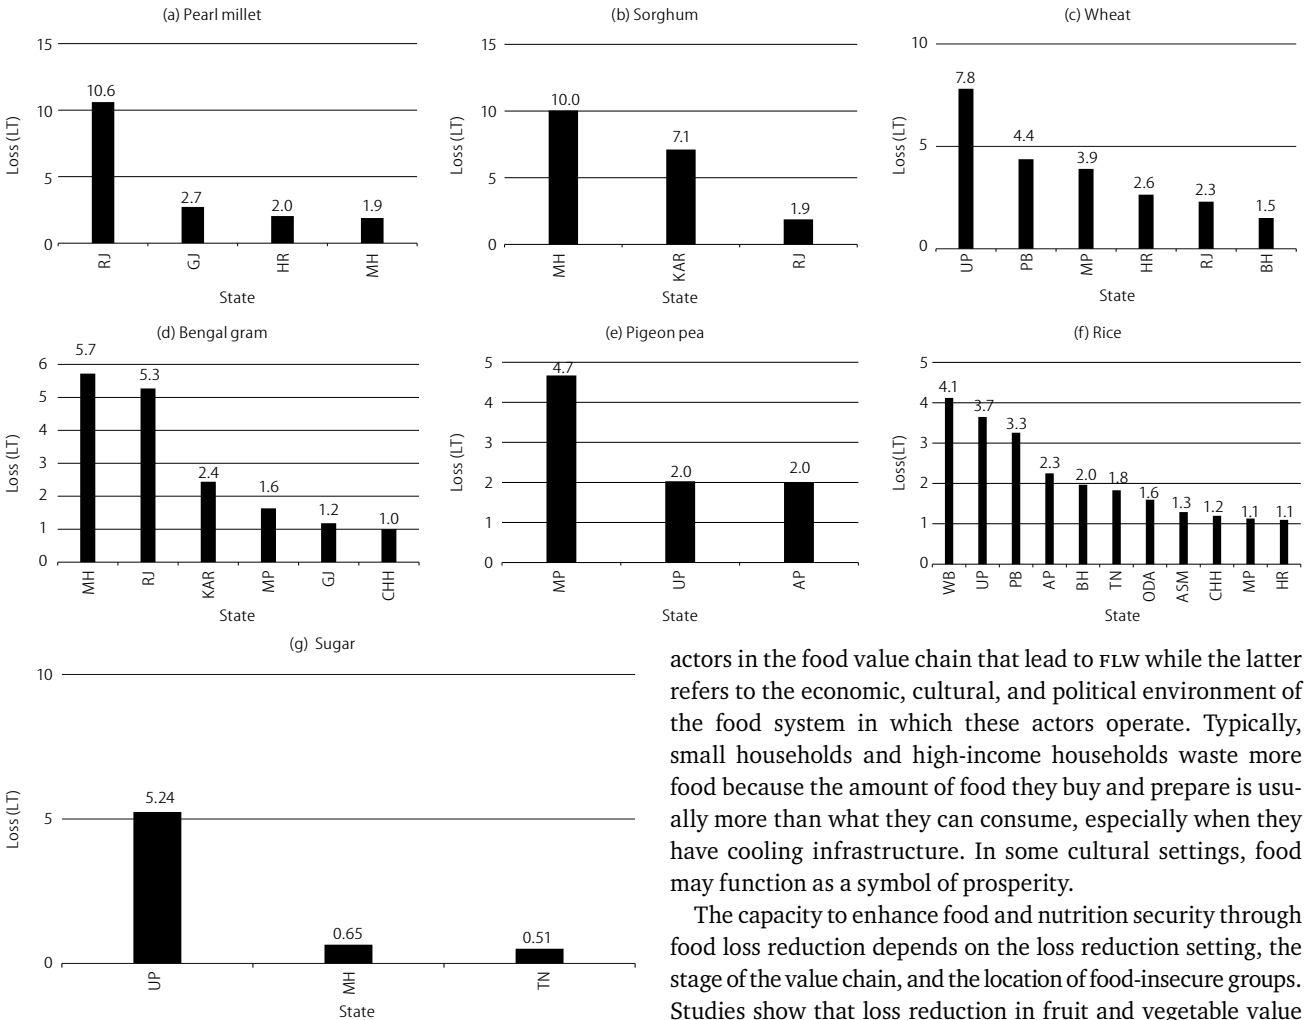 (a) Pearl millet
Loss (LT)
15
10
5
0
10.6
2.7
2.0
1.9
RJ
GJ
HR
MH
State
(b) Sorghum
Loss (LT)
15
10
5
0
10.0
7.1
1.9
MH
KAR
RJ
State
(c) Wheat
Loss (LT)
10
5
0
7.8
4.4
3.9
2.6
2.3
1.5
UP
PB
MP
HR
RJ
BH
State
(d) Bengal gram
Loss (LT)
6
5
4
3
2
1
0
5.7
5.3
2.4
1.6
1.2
1.0
MH
RJ
KAR
MP
GJ
CHH
State
(e) Pigeon pea
Loss (LT)
5
4
3
2
1
0
4.7
2.0
2.0
MP
UP
AP
State
(f) Rice
Loss(LT)
5
4
3
2
1
0
4.1
3.7
3.3
2.3
2.0
1.8
1.6
1.3
1.2
1.1
1.1
WB
UP
PB
AP
BH
TN
ODA
ASM
CHH
MP
HR
State
(g) Sugar
Loss (LT)
10
5
0
5.24
0.65
0.51
UP
MH
TN
State
actors in the food value chain that lead to FLW while the latter
refers to the economic, cultural, and political environment of
the food system in which these actors operate. Typically,
small households and high-income households waste more
food because the amount of food they buy and prepare is usu-
ally more than what they can consume, especially when they
have cooling infrastructure. In some cultural settings, food
may function as a symbol of prosperity.
The capacity to enhance food and nutrition security through
food loss reduction depends on the loss reduction setting, the
stage of the value chain, and the location of food-insecure groups.
Studies show that loss reduction in fruit and vegetable value